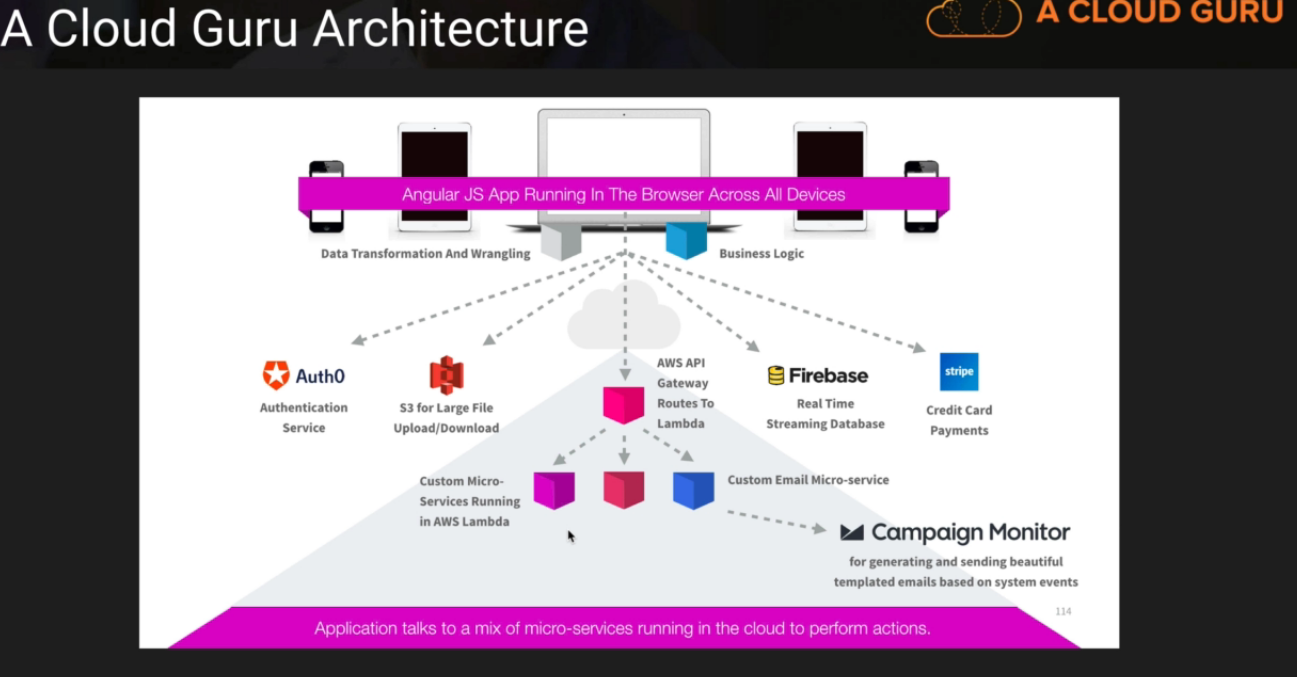 A Cloud Guru Architecture
A CLOUD GURU
Angular JS App Running In The Browser Across All Devices
Data Transformation And Wrangling
Business Logic
Auth0
Authentication
Service
S3 for Large File
Upload/Download
AWS API
Gateway
Routes To
Lambda
Firebase
Real Time
Streaming Database
stripe
Credit Card
Payments
Custom Micro-
Services Running
in AWS Lambda
Custom Email Micro-service
Campaign Monitor
for generating and sending beautiful
templated emails based on system events
114
Application talks to a mix of micro-services running in the cloud to perform actions.